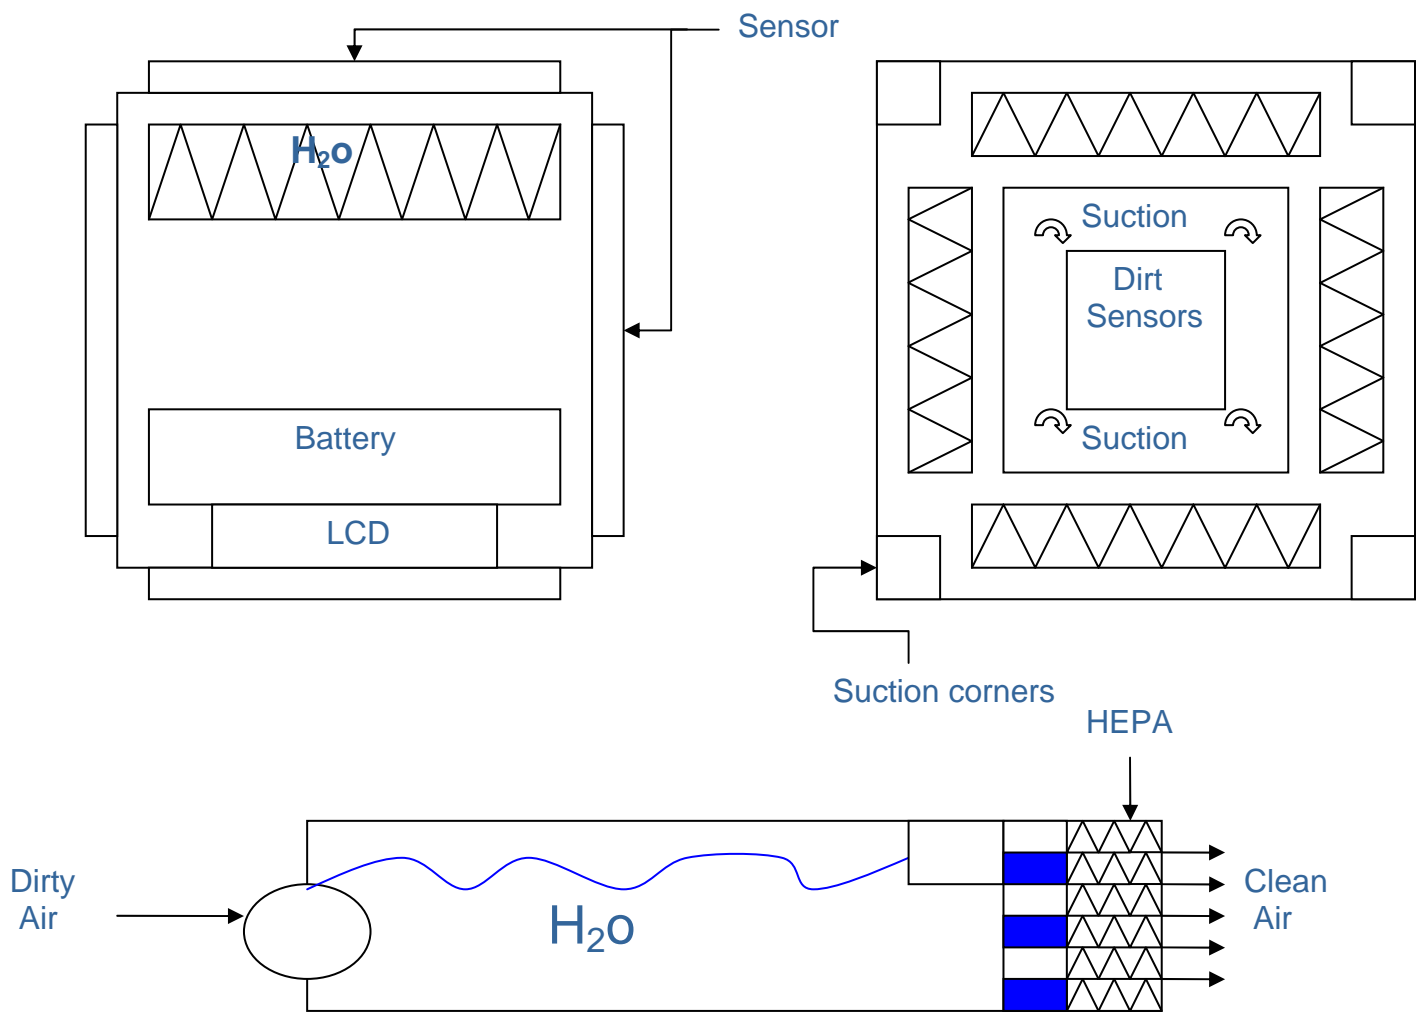 Sensor
H₂o
Suction
Dirt
Sensors
Battery
Suction
LCD
Suction corners
HEPA
Dirty
Air
H₂o
Clean
Air